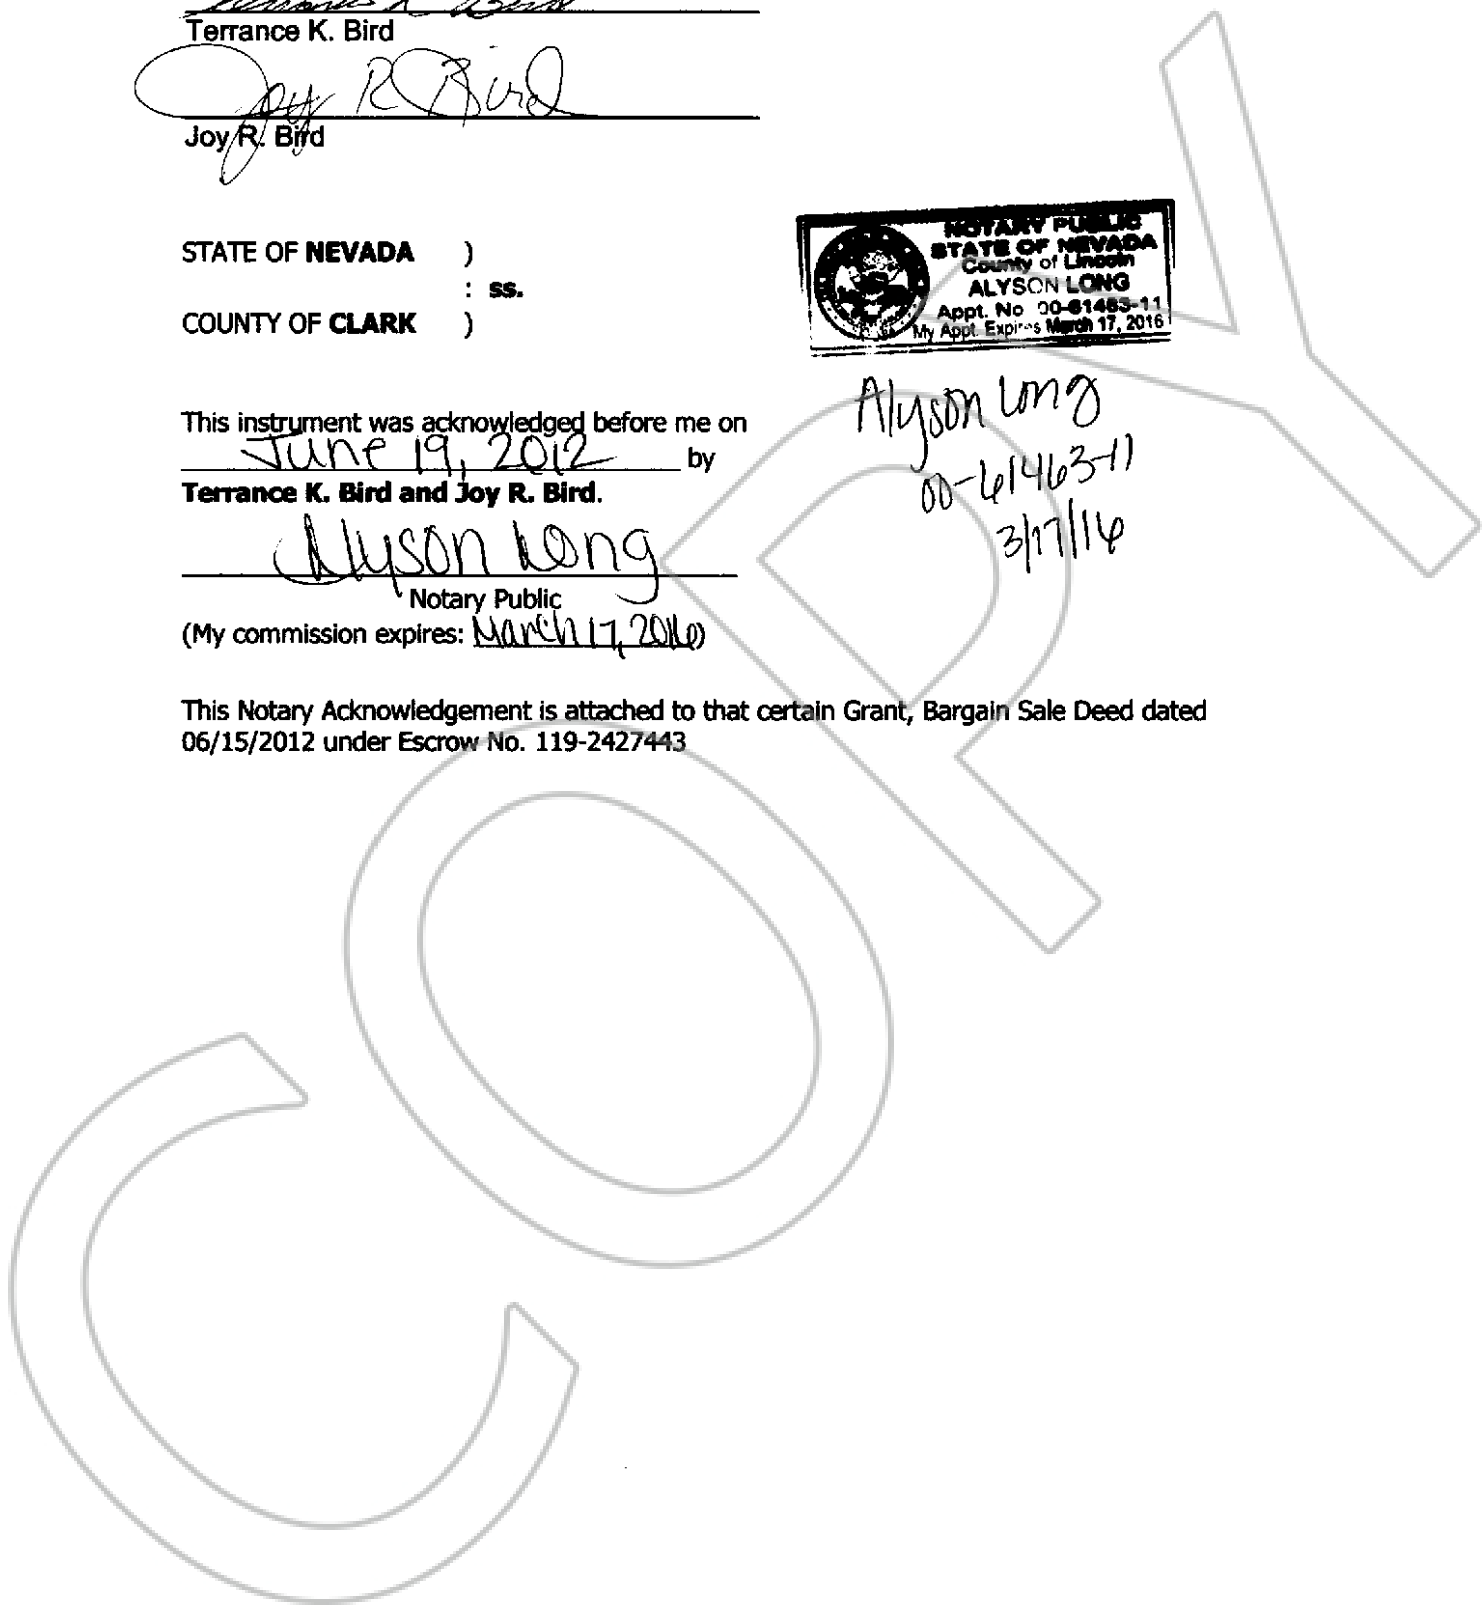 Terrance K. Bird
Terrance K. Bird
Joy R Bird
Joy R. Bird
STATE OF NEVADA )
: ss.
COUNTY OF CLARK )
NOTARY PUBLIC
STATE OF NEVADA
County of Lincoln
ALYSON LONG
Appt. No 00-61463-11
My Appt. Expires March 17, 2016
Alyson Long
00-61463-11
3/17/16
This instrument was acknowledged before me on
June 19, 2012 by
Terrance K. Bird and Joy R. Bird.
Alyson Long
Notary Public
(My commission expires: March 17, 2016)
This Notary Acknowledgement is attached to that certain Grant, Bargain Sale Deed dated
06/15/2012 under Escrow No. 119-2427443
COPY